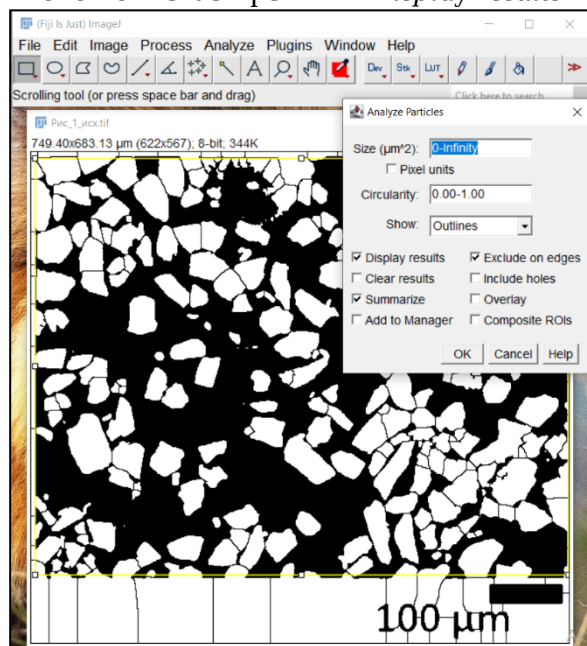 Display results
(Fiji Is Just) ImageJ
File Edit Image Process Analyze Plugins Window Help
Dev Stk LUT
Scrolling tool (or press space bar and drag)
Click here to search
Рис_1_исх.tif
749.40x683.13 µm (622x567); 8-bit; 344K
Analyze Particles
Size (µm^2): 0-Infinity
Pixel units
Circularity: 0.00-1.00
Show: Outlines
Display results Exclude on edges
Clear results Include holes
Summarize Overlay
Add to Manager Composite ROIs
OK Cancel Help
100 µm